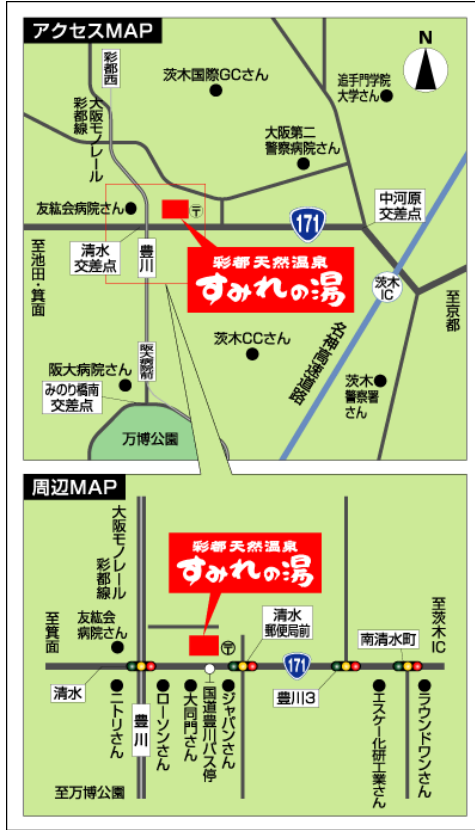 アクセスMAP
N
彩都西
大阪モノレール
彩都線
茨木国際GCさん
追手門学院
大学さん
大阪第二
警察病院さん
友紘会病院さん
〒
中河原
交差点
171
至池田・箕面
清水
交差点
豊川
彩都天然温泉
すみれの湯
茨木
IC
至京都
茨木CCさん
名神高速道路
阪大病院前
阪大病院さん
みのり橋南
交差点
茨木
警察署
さん
万博公園
周辺MAP
大阪モノレール
彩都線
彩都天然温泉
すみれの湯
至箕面
友紘会
病院さん
〒
清水
郵便局前
至茨木IC
南清水町
171
清水
豊川3
ニトリさん
豊川
ローソンさん
大同門さん
国道豊川バス停
ジャパンさん
エスケー化研工業さん
ラウンドワンさん
至万博公園